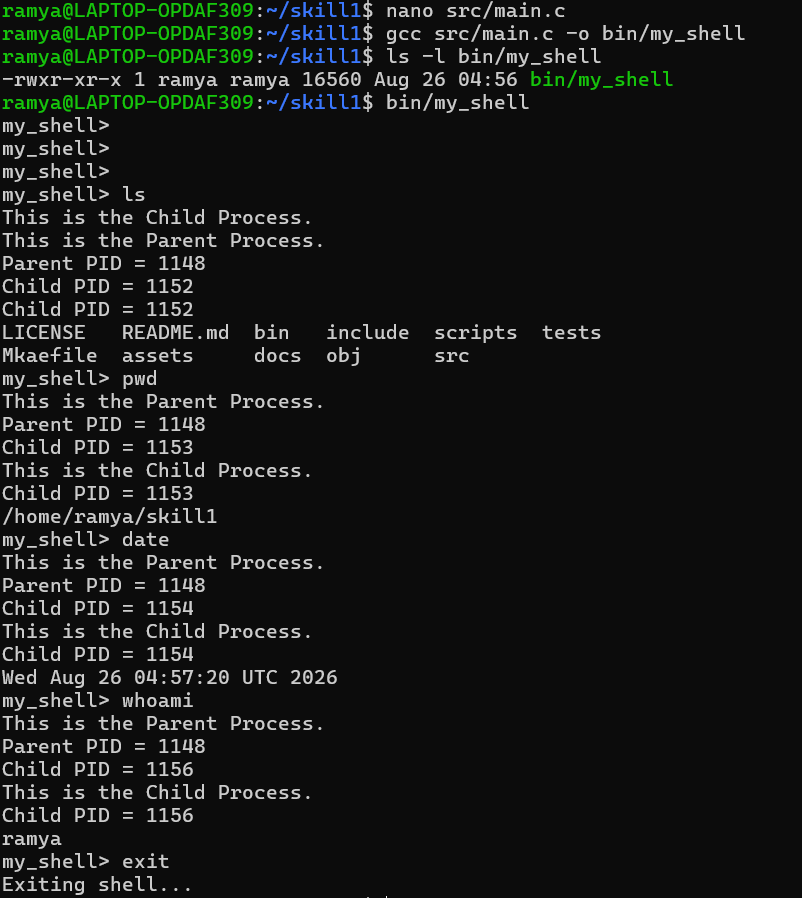 ramya@LAPTOP-OPDAF309:~/skill1$ nano src/main.c
ramya@LAPTOP-OPDAF309:~/skill1$ gcc src/main.c -o bin/my_shell
ramya@LAPTOP-OPDAF309:~/skill1$ ls -l bin/my_shell
-rwxr-xr-x 1 ramya ramya 16560 Aug 26 04:56 bin/my_shell
ramya@LAPTOP-OPDAF309:~/skill1$ bin/my_shell
my_shell>
my_shell>
my_shell>
my_shell> ls
This is the Child Process.
This is the Parent Process.
Parent PID = 1148
Child PID = 1152
Child PID = 1152
LICENSE   README.md  bin   include  scripts  tests
Mkaefile  assets     docs  obj      src
my_shell> pwd
This is the Parent Process.
Parent PID = 1148
Child PID = 1153
This is the Child Process.
Child PID = 1153
/home/ramya/skill1
my_shell> date
This is the Parent Process.
Parent PID = 1148
Child PID = 1154
This is the Child Process.
Child PID = 1154
Wed Aug 26 04:57:20 UTC 2026
my_shell> whoami
This is the Parent Process.
Parent PID = 1148
Child PID = 1156
This is the Child Process.
Child PID = 1156
ramya
my_shell> exit
Exiting shell...